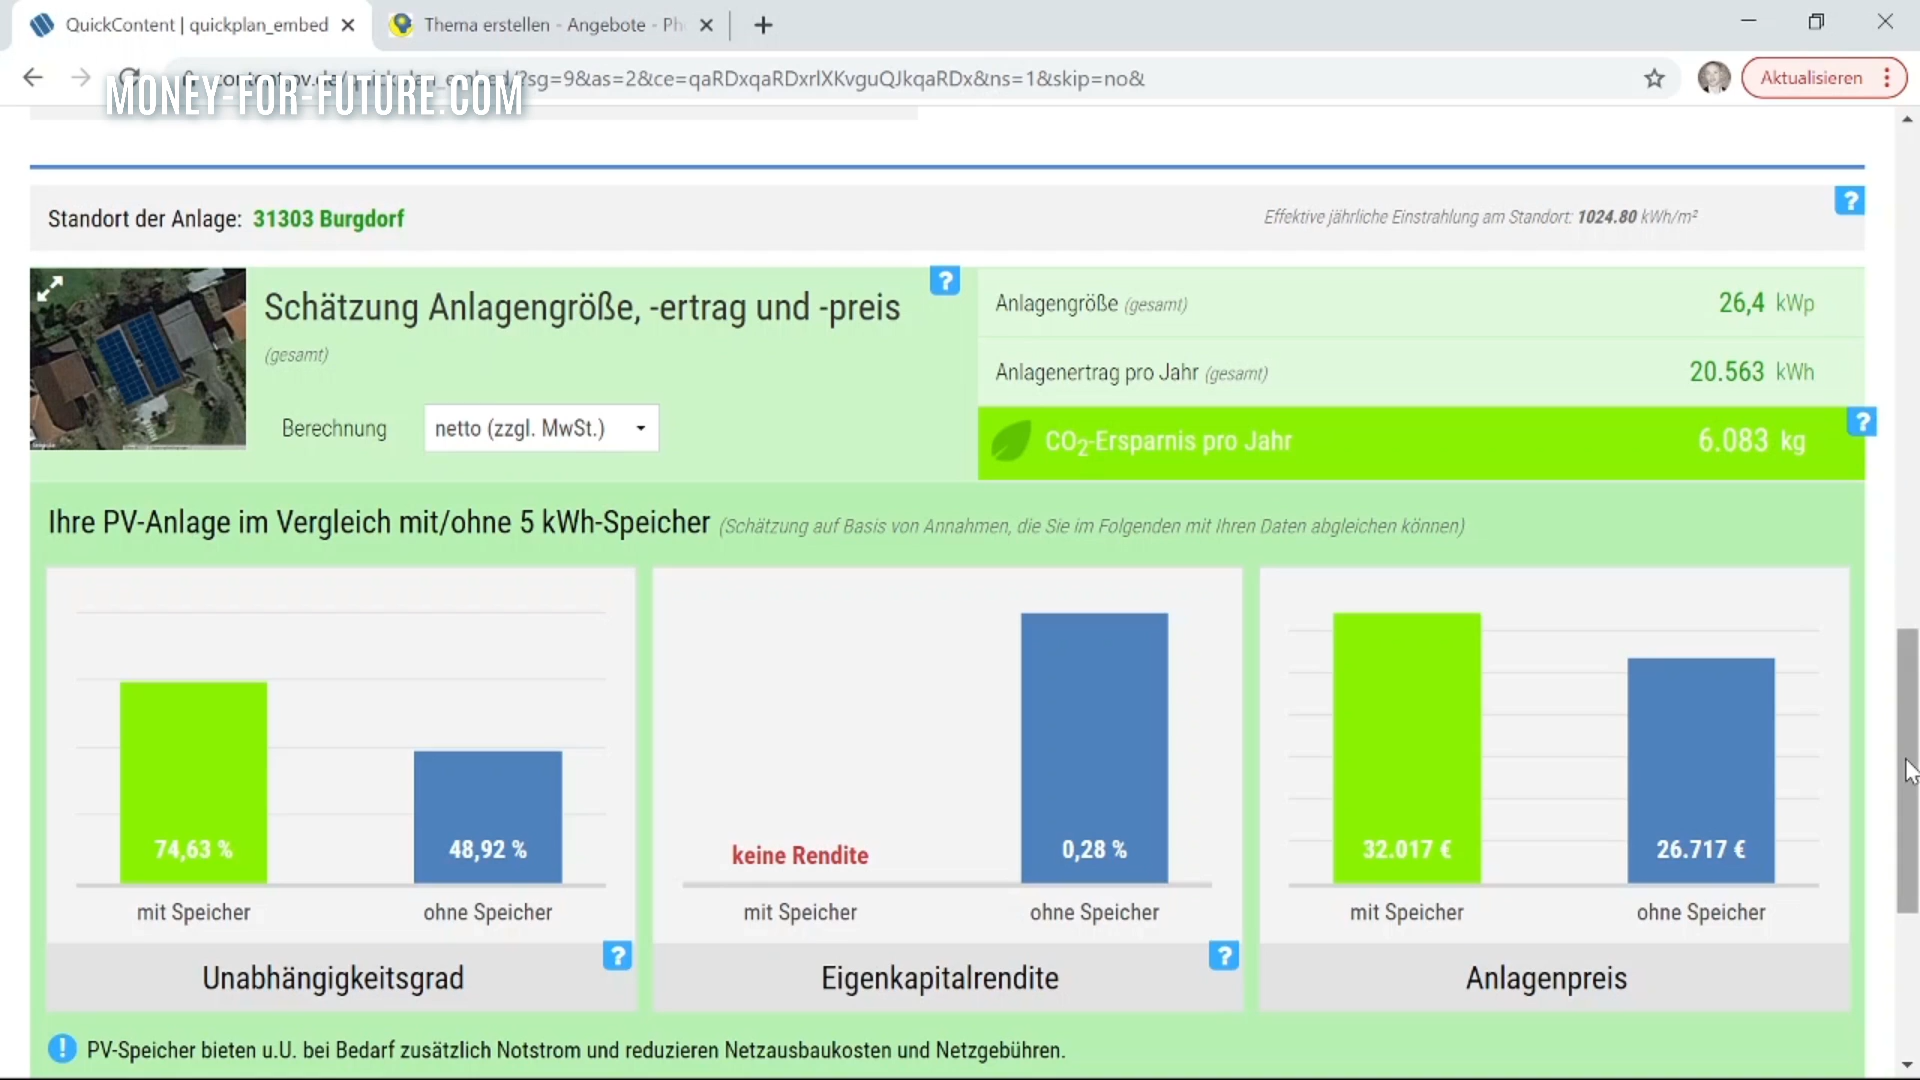 QuickContent | quickplan_embed
Thema erstellen - Angebote - Ph
?sg=9&as=2&ce=qaRDxqaRDxrlXKvguQJkqaRDx&ns=1&skip=no&
Aktualisieren
MONEY-FOR-FUTURE.COM
Standort der Anlage: 31303 Burgdorf
Effektive jährliche Einstrahlung am Standort: 1024.80 kWh/m²
?
Schätzung Anlagengröße, -ertrag und -preis
(gesamt)
?
Berechnung
netto (zzgl. MwSt.)
Anlagengröße (gesamt)
26,4 kWp
Anlagenertrag pro Jahr (gesamt)
20.563 kWh
CO2-Ersparnis pro Jahr
6.083 kg
?
Ihre PV-Anlage im Vergleich mit/ohne 5 kWh-Speicher (Schätzung auf Basis von Annahmen, die Sie im Folgenden mit Ihren Daten abgleichen können)
74,63 %
48,92 %
mit Speicher
ohne Speicher
Unabhängigkeitsgrad
?
keine Rendite
0,28 %
mit Speicher
ohne Speicher
Eigenkapitalrendite
?
32.017 €
26.717 €
mit Speicher
ohne Speicher
Anlagenpreis
! PV-Speicher bieten u.U. bei Bedarf zusätzlich Notstrom und reduzieren Netzausbaukosten und Netzgebühren.